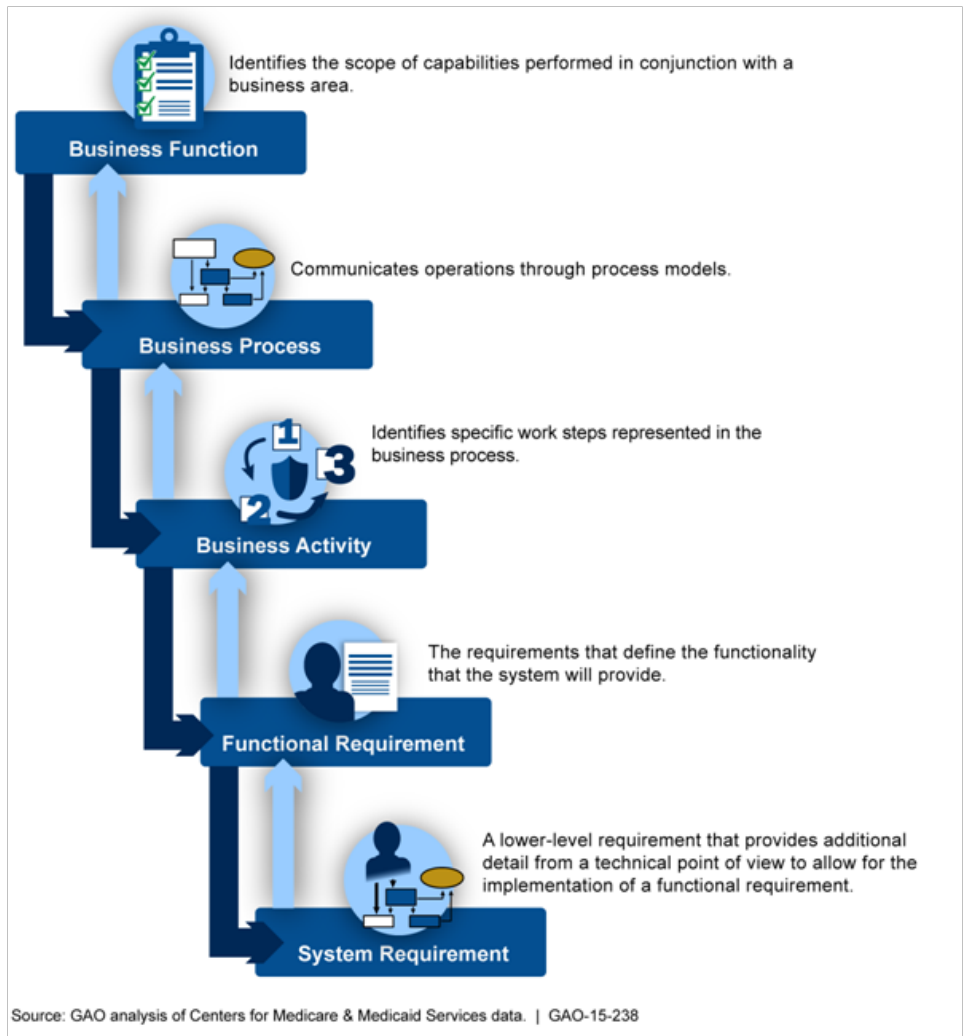 Identifies the scope of capabilities performed in conjunction with a
business area.
Business Function
Communicates operations through process models.
Business Process
1
2
3
Identifies specific work steps represented in the
business process.
Business Activity
The requirements that define the functionality
that the system will provide.
Functional Requirement
A lower-level requirement that provides additional
detail from a technical point of view to allow for the
implementation of a functional requirement.
System Requirement
Source: GAO analysis of Centers for Medicare & Medicaid Services data. | GAO-15-238